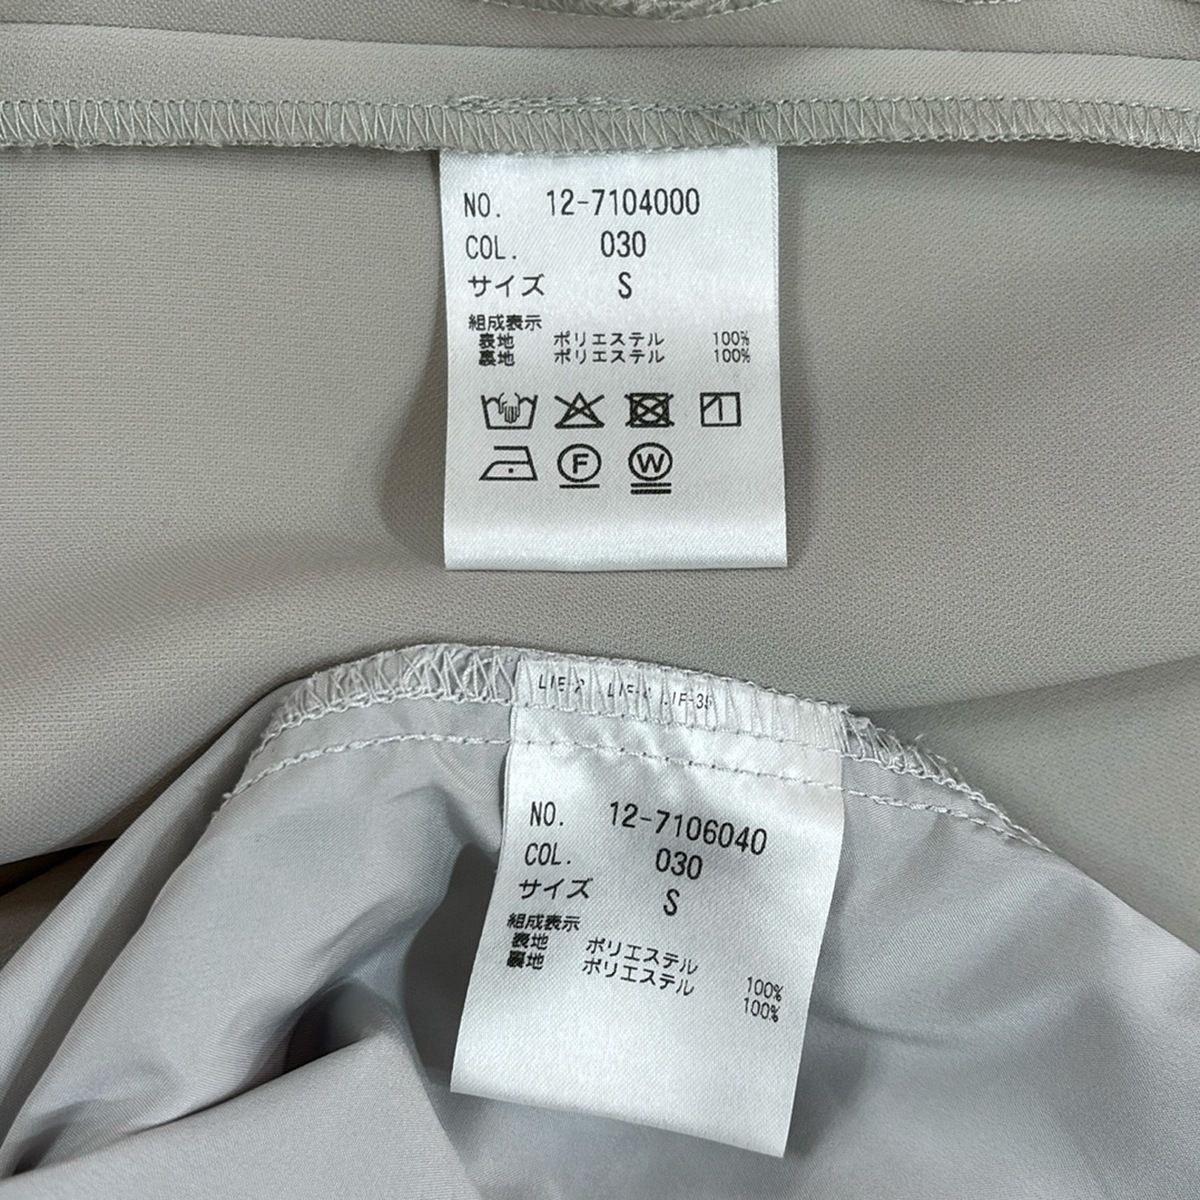 NO. 12-7104000
COL. 030
サイズ S
組成表示
表地 ポリエステル 100%
裏地 ポリエステル 100%
F W
NO. 12-7106040
COL. 030
サイズ S
組成表示
表地 ポリエステル 100%
裏地 ポリエステル 100%